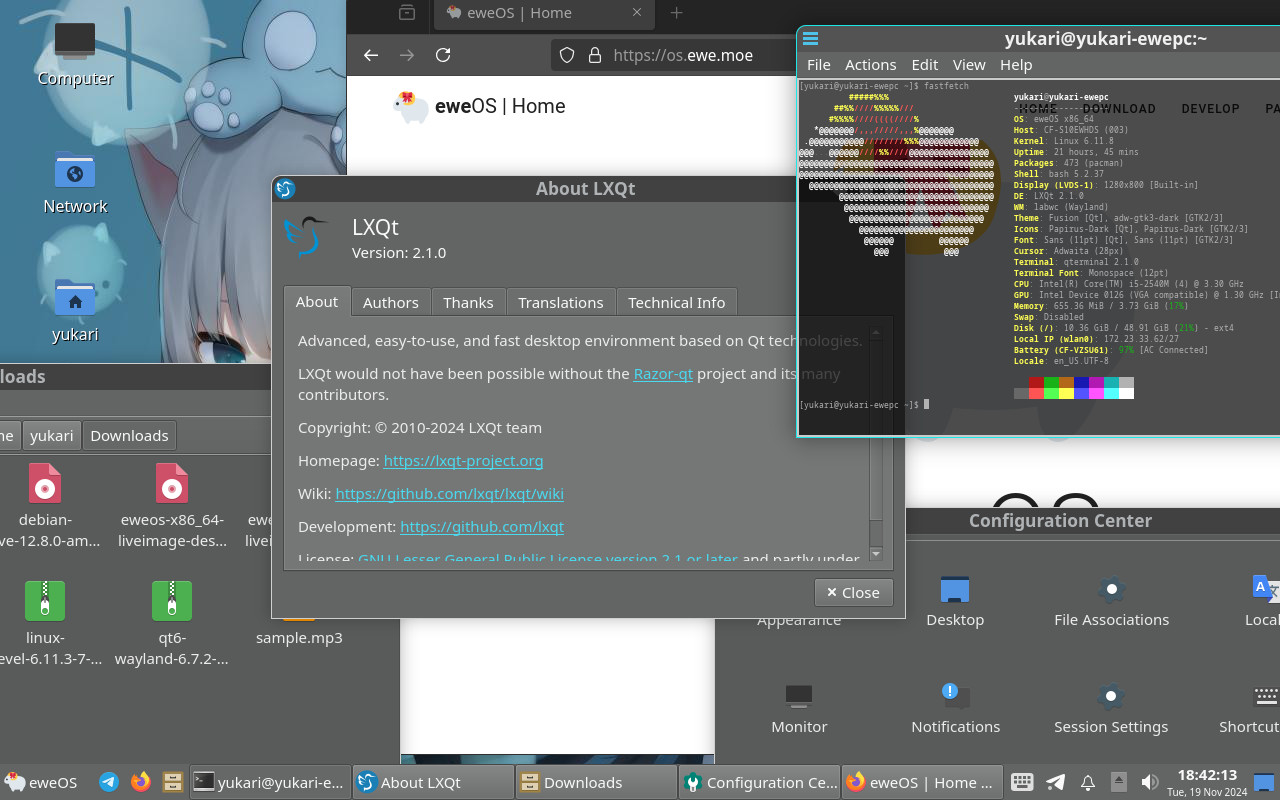 Computer
Network
yukari
eweOS | Home
https://os.ewe.moe
eweOS | Home
HOME DOWNLOAD DEVELOP PA
yukari@yukari-ewepc:~
File Actions Edit View Help
[yukari@yukari-ewepc ~]$ fastfetch
yukari@yukari-ewepc
OS: eweOS x86_64
Host: CF-S10EWHDS (003)
Kernel: Linux 6.11.8
Uptime: 21 hours, 45 mins
Packages: 473 (pacman)
Shell: bash 5.2.37
Display (LVDS-1): 1280x800 [Built-in]
DE: LXQt 2.1.0
WM: labwc (Wayland)
Theme: Fusion [Qt], adw-gtk3-dark [GTK2/3]
Icons: Papirus-Dark [Qt], Papirus-Dark [GTK2/3]
Font: Sans (11pt) [Qt], Sans (11pt) [GTK2/3]
Cursor: Adwaita (28px)
Terminal: qterminal 2.1.0
Terminal Font: Monospace (12pt)
CPU: Intel(R) Core(TM) i5-2540M (4) @ 3.30 GHz
GPU: Intel Device 0126 (VGA compatible) @ 1.30 GHz [I
Memory: 655.36 MiB / 3.73 GiB (17%)
Swap: Disabled
Disk (/): 10.36 GiB / 48.91 GiB (21%) - ext4
Local IP (wlan0): 172.23.33.62/27
Battery (CF-VZSU61): 97% [AC Connected]
Locale: en_US.UTF-8
[yukari@yukari-ewepc ~]$
About LXQt
LXQt
Version: 2.1.0
About Authors Thanks Translations Technical Info
Advanced, easy-to-use, and fast desktop environment based on Qt technologies.
LXQt would not have been possible without the Razor-qt project and its many
contributors.
Copyright: © 2010-2024 LXQt team
Homepage: https://lxqt-project.org
Wiki: https://github.com/lxqt/lxqt/wiki
Development: https://github.com/lxqt
License: GNU Lesser General Public License version 2.1 or later and partly under
Close
loads
ne yukari Downloads
debian-
ve-12.8.0-am...
eweos-x86_64-
liveimage-des...
ewe
livei
linux-
evel-6.11.3-7-...
qt6-
wayland-6.7.2-...
sample.mp3
Configuration Center
Appearance Desktop File Associations Local
Monitor Notifications Session Settings Shortcut
eweOS yukari@yukari-e... About LXQt Downloads Configuration Ce... eweOS | Home ...
18:42:13
Tue, 19 Nov 2024